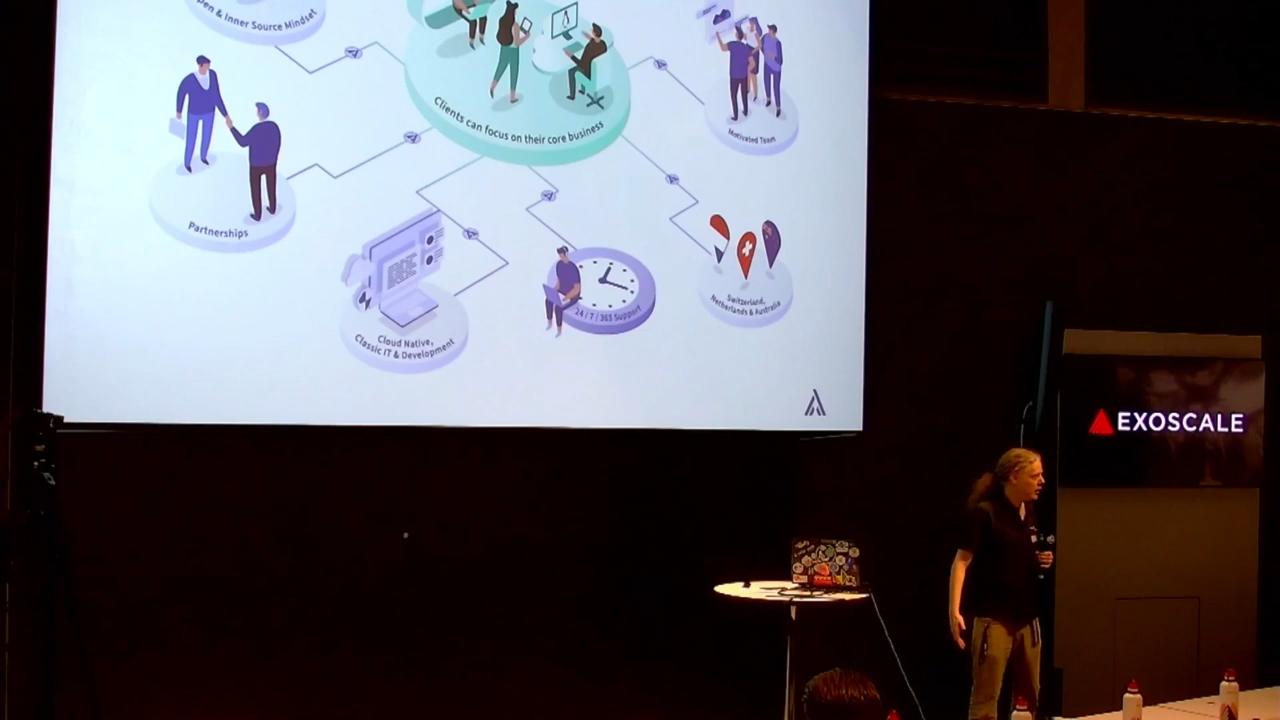 pen & Inner Source Mindset
Clients can focus on their core business
Motivated Team
Partnerships
Switzerland,
Netherlands & Australia
24 / 7 / 365 Support
Cloud Native,
Classic IT & Development
EXOSCALE